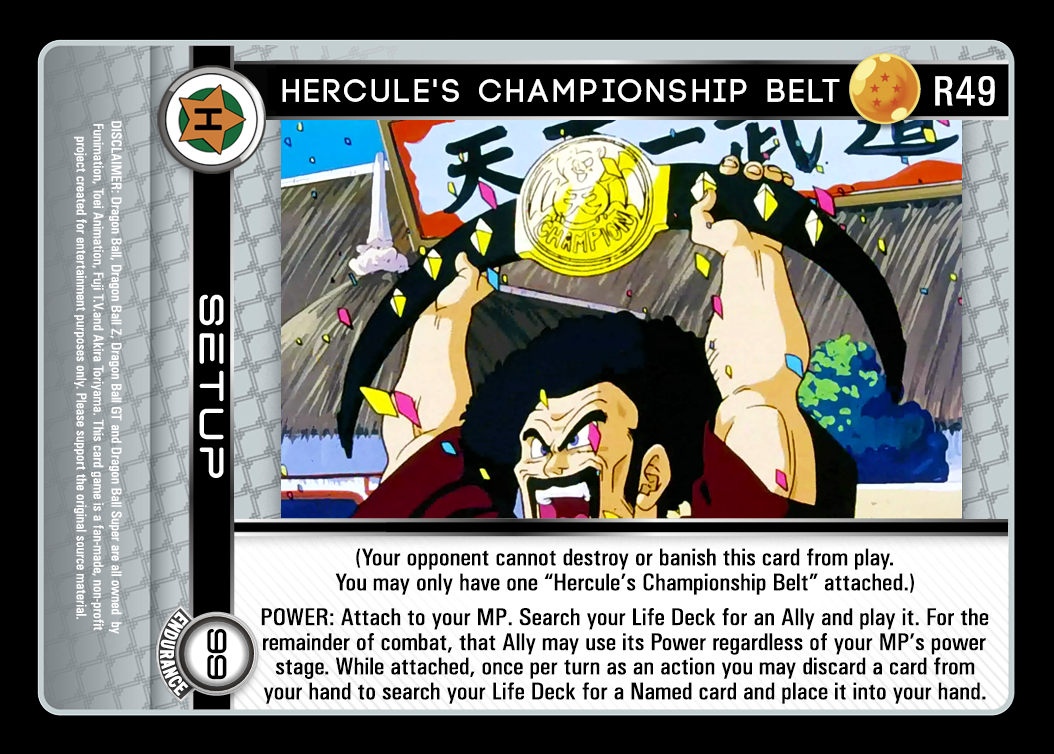 HERCULE'S CHAMPIONSHIP BELT
R49
H
天
一武道
CHAMPION
SETUP
DISCLAIMER: Dragon Ball, Dragon Ball Z, Dragon Ball GT and Dragon Ball Super are all owned by
Funimation, Toei Animation, Fuji T.V.and Akira Toriyama. This card game is a fan-made, non-profit
project created for entertainment purposes only. Please support the original source material.
(Your opponent cannot destroy or banish this card from play.
You may only have one “Hercule’s Championship Belt” attached.)
POWER: Attach to your MP. Search your Life Deck for an Ally and play it. For the
remainder of combat, that Ally may use its Power regardless of your MP’s power
stage. While attached, once per turn as an action you may discard a card from
your hand to search your Life Deck for a Named card and place it into your hand.
99
ENDURANCE